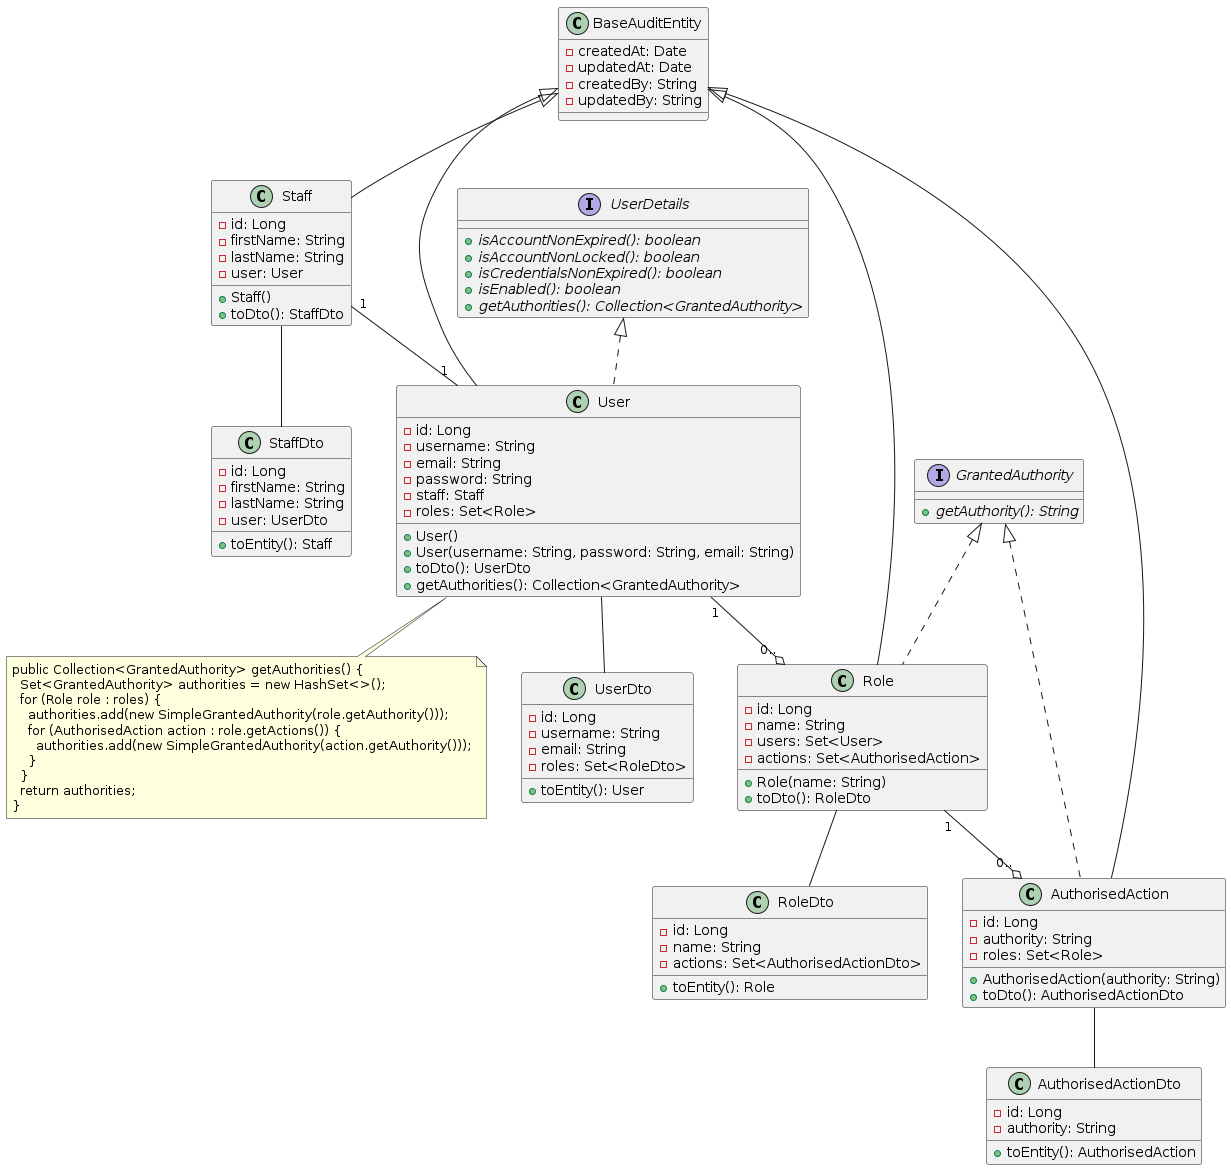 C BaseAuditEntity
createdAt: Date
updatedAt: Date
createdBy: String
updatedBy: String
C Staff
id: Long
firstName: String
lastName: String
user: User
Staff()
toDto(): StaffDto
I UserDetails
isAccountNonExpired(): boolean
isAccountNonLocked(): boolean
isCredentialsNonExpired(): boolean
isEnabled(): boolean
getAuthorities(): Collection<GrantedAuthority>
1
1
C StaffDto
id: Long
firstName: String
lastName: String
user: UserDto
toEntity(): Staff
C User
id: Long
username: String
email: String
password: String
staff: Staff
roles: Set<Role>
User()
User(username: String, password: String, email: String)
toDto(): UserDto
getAuthorities(): Collection<GrantedAuthority>
I GrantedAuthority
getAuthority(): String
1
0..
public Collection<GrantedAuthority> getAuthorities() {
Set<GrantedAuthority> authorities = new HashSet<>();
for (Role role : roles) {
authorities.add(new SimpleGrantedAuthority(role.getAuthority()));
for (AuthorisedAction action : role.getActions()) {
authorities.add(new SimpleGrantedAuthority(action.getAuthority()));
}
}
return authorities;
}
C UserDto
id: Long
username: String
email: String
roles: Set<RoleDto>
toEntity(): User
C Role
id: Long
name: String
users: Set<User>
actions: Set<AuthorisedAction>
Role(name: String)
toDto(): RoleDto
1
0..
C RoleDto
id: Long
name: String
actions: Set<AuthorisedActionDto>
toEntity(): Role
C AuthorisedAction
id: Long
authority: String
roles: Set<Role>
AuthorisedAction(authority: String)
toDto(): AuthorisedActionDto
C AuthorisedActionDto
id: Long
authority: String
toEntity(): AuthorisedAction